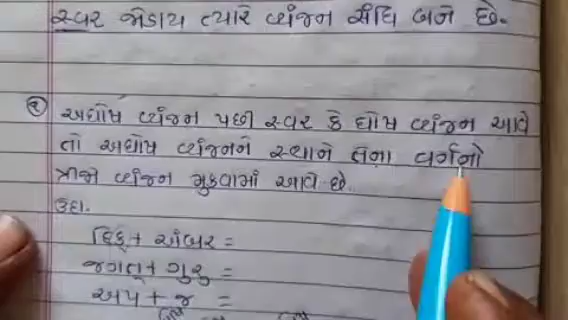 સ્વર જોડાય ત્યારે વ્યંજન સંધિ બને છે.
૨ અઘોષ વ્યંજન પછી સ્વર કે ઘોષ વ્યંજન આવે
તો અઘોષ વ્યંજનને સ્થાને તેના વર્ગનો
ત્રીજો વ્યંજન મુકવામાં આવે છે.
ઉદા.
દિક્ + અંબર =
જગત્ + ગુરુ =
અપ + જ =